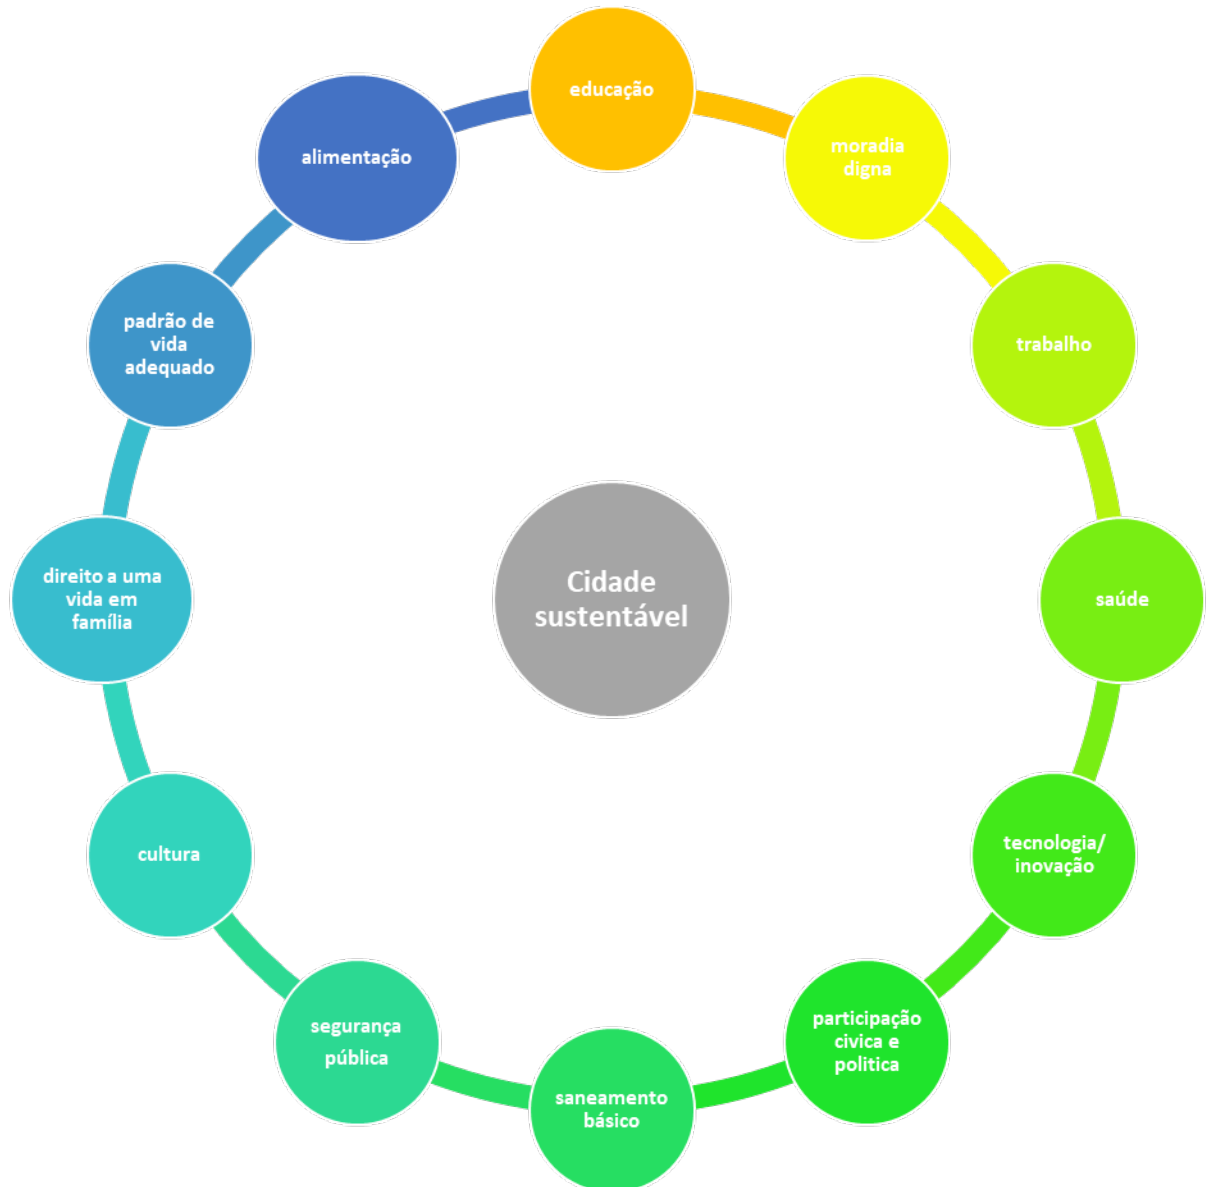 educação
moradia
digna
trabalho
saúde
tecnologia/
inovação
participação
civica e
politica
saneamento
básico
segurança
pública
cultura
direito a uma
vida em
família
padrão de
vida
adequado
alimentação
Cidade
sustentável